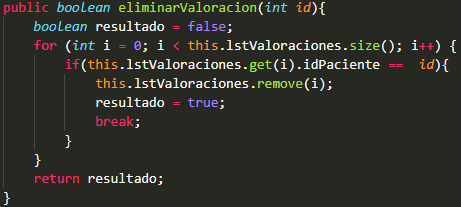 public boolean eliminarValoracion(int id){
    boolean resultado = false;
    for (int i = 0; i < this.lstValoraciones.size(); i++) {
        if(this.lstValoraciones.get(i).idPaciente ==  id){
            this.lstValoraciones.remove(i);
            resultado = true;
            break;
        }
    }
    return resultado;
}